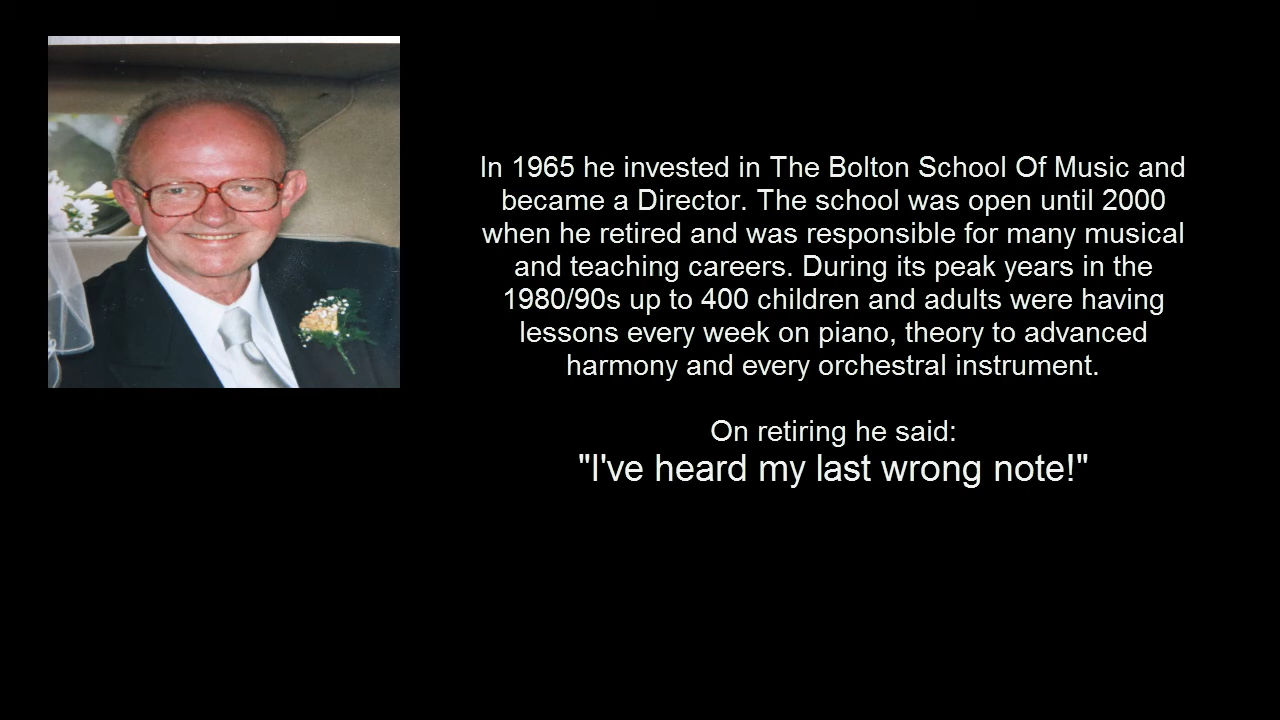 In 1965 he invested in The Bolton School Of Music and
became a Director. The school was open until 2000
when he retired and was responsible for many musical
and teaching careers. During its peak years in the
1980/90s up to 400 children and adults were having
lessons every week on piano, theory to advanced
harmony and every orchestral instrument.
On retiring he said:
"I've heard my last wrong note!"